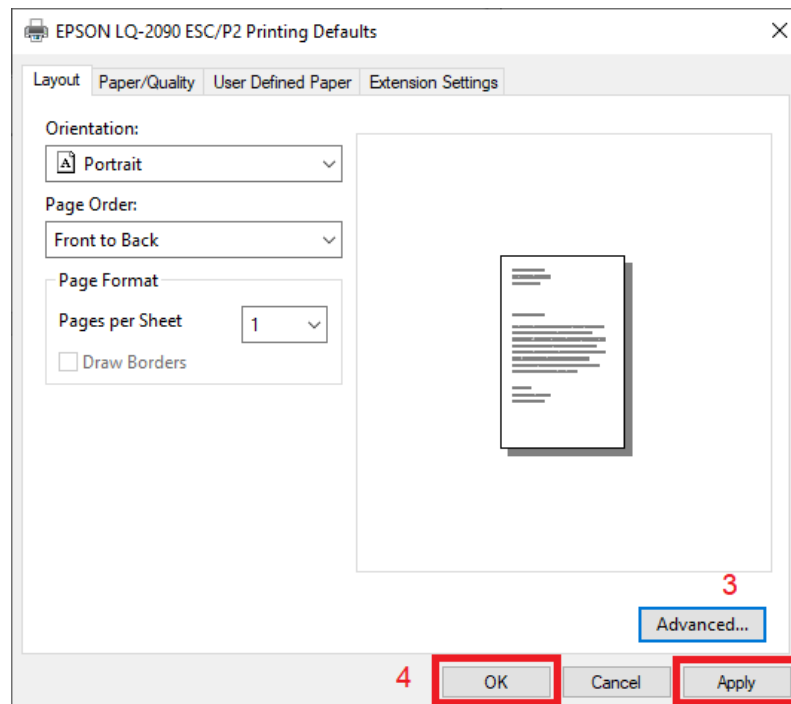 EPSON LQ-2090 ESC/P2 Printing Defaults
Layout Paper/Quality User Defined Paper Extension Settings
Orientation:
A Portrait
Page Order:
Front to Back
Page Format
Pages per Sheet 1
Draw Borders
3
Advanced...
4 OK Cancel Apply